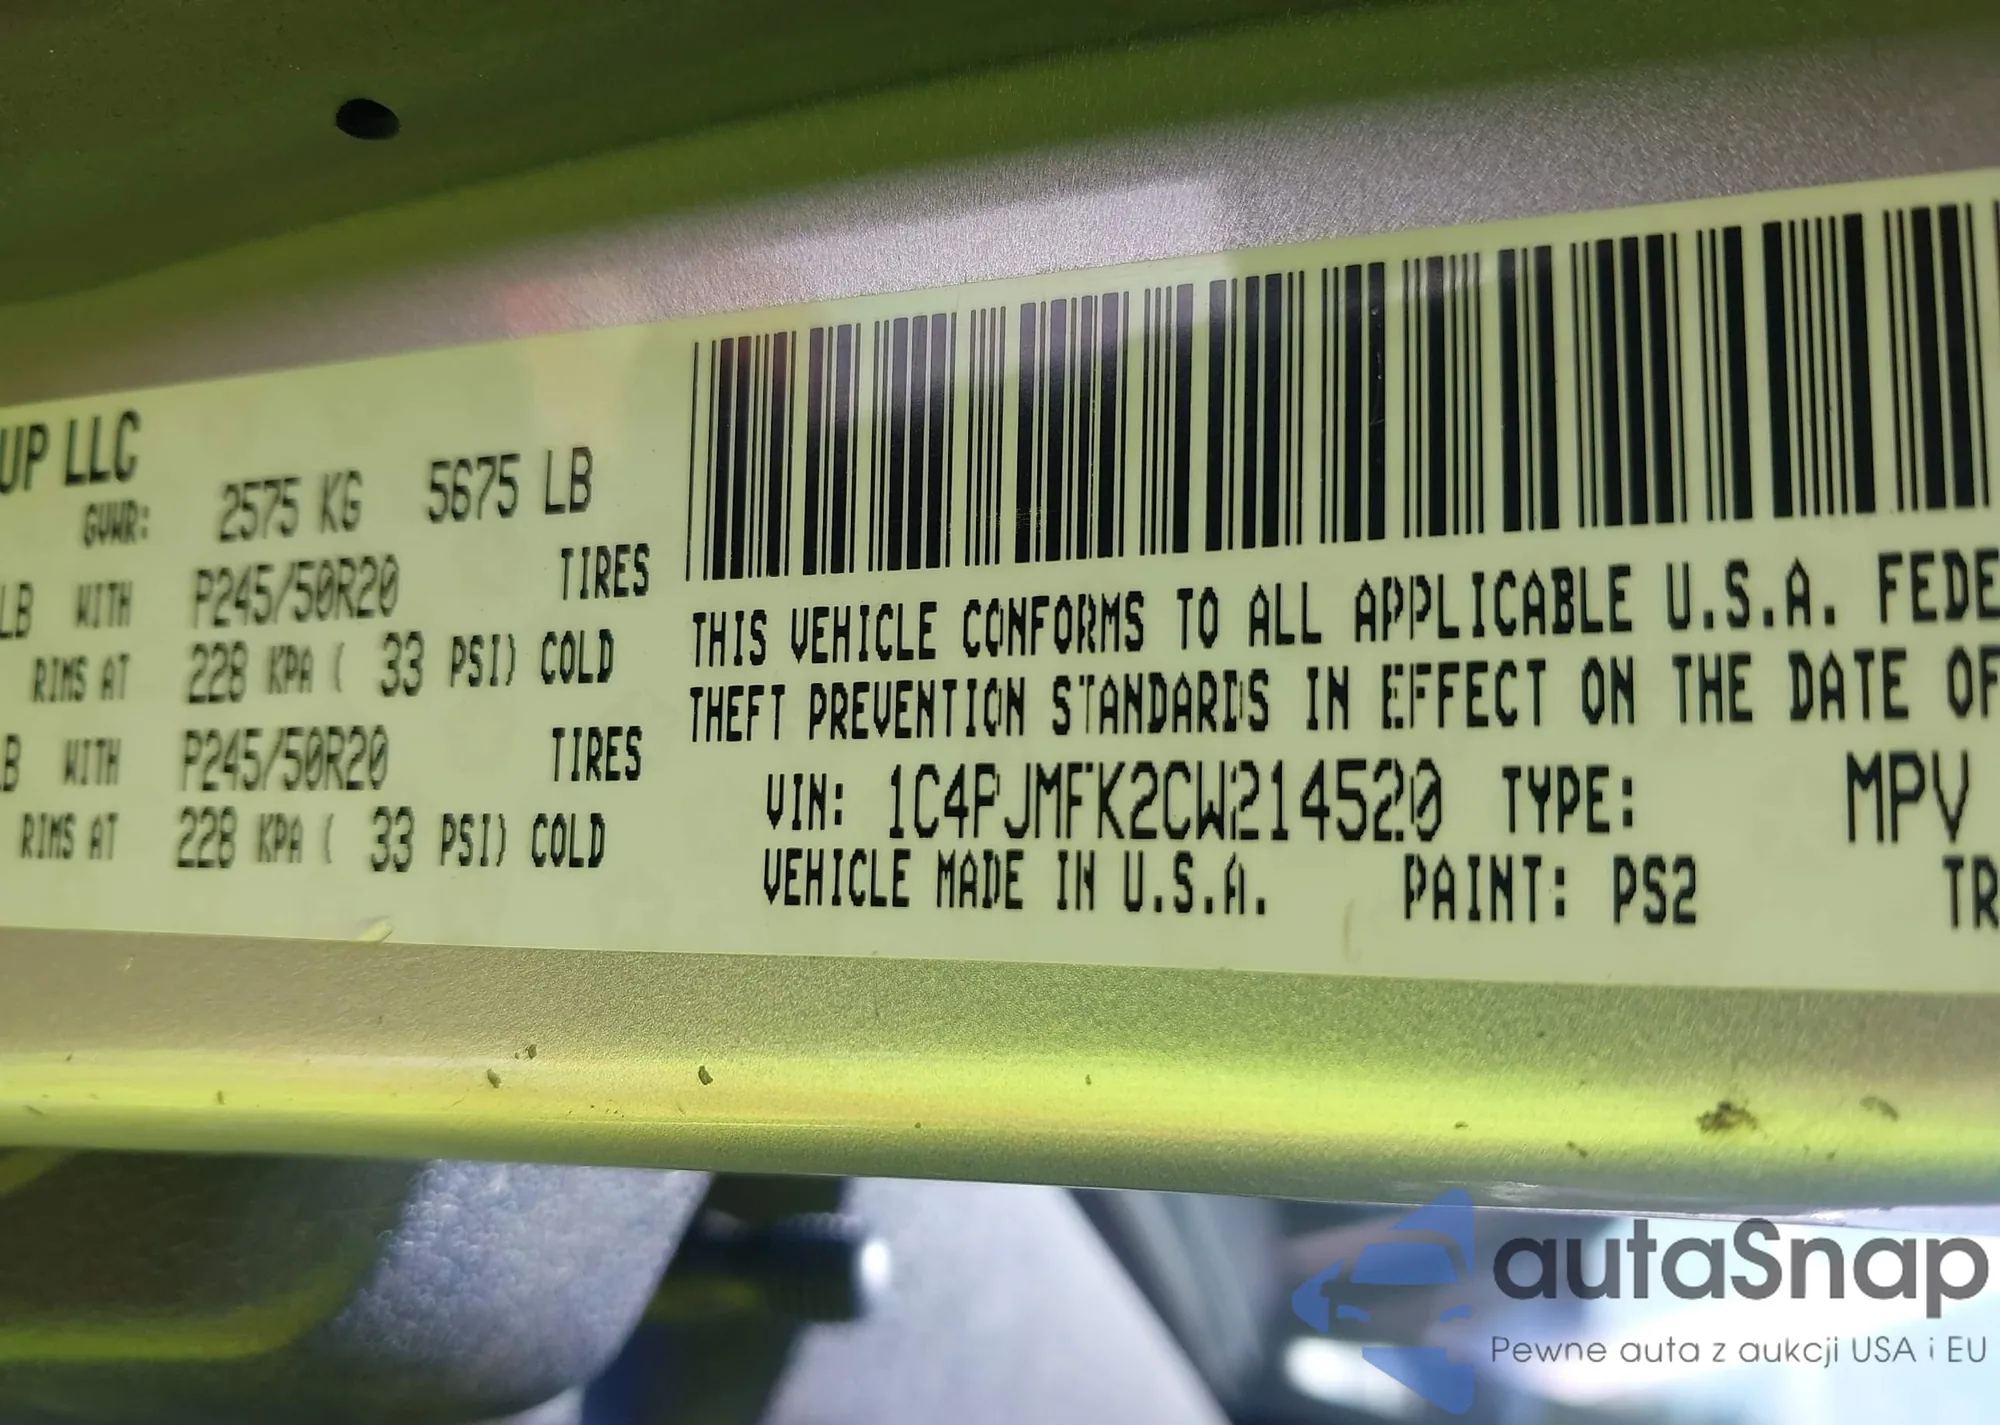 UP LLC
GVWR: 2575 KG 5675 LB
LB WITH P245/50R20 TIRES
RIMS AT 228 KPA ( 33 PSI) COLD
B WITH P245/50R20 TIRES
RIMS AT 228 KPA ( 33 PSI) COLD
THIS VEHICLE CONFORMS TO ALL APPLICABLE U.S.A. FEDE
THEFT PREVENTION STANDARDS IN EFFECT ON THE DATE OF
VIN: 1C4PJMFK2CW214520 TYPE: MPV
VEHICLE MADE IN U.S.A. PAINT: PS2 TR
autaSnap
Pewne auta z aukcji USA i EU